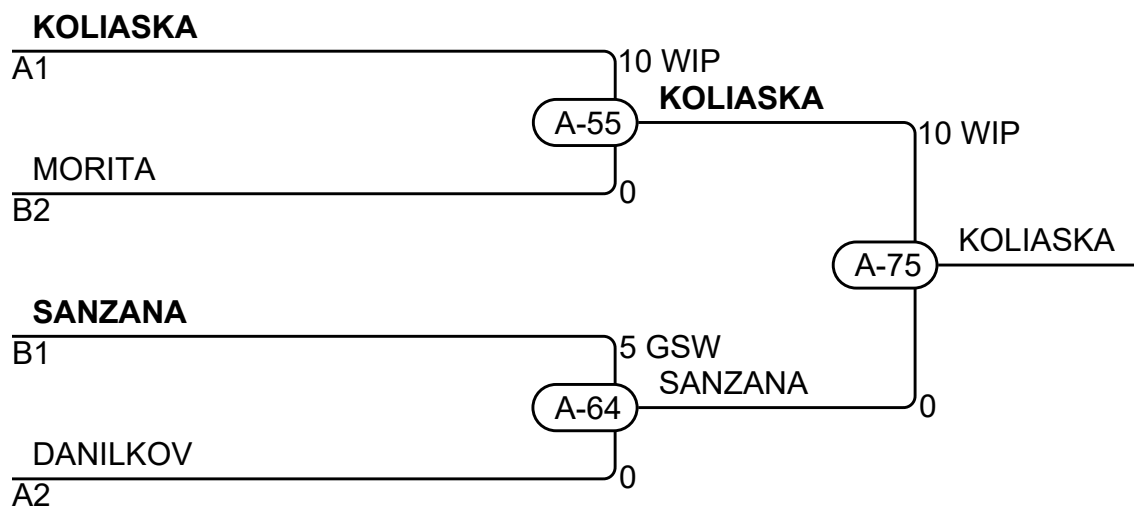 KOLIASKA
A1
10 WIP
KOLIASKA
A-55
10 WIP
MORITA
0
B2
KOLIASKA
A-75
SANZANA
B1
5 GSW
SANZANA
A-64
0
DANILKOV
0
A2